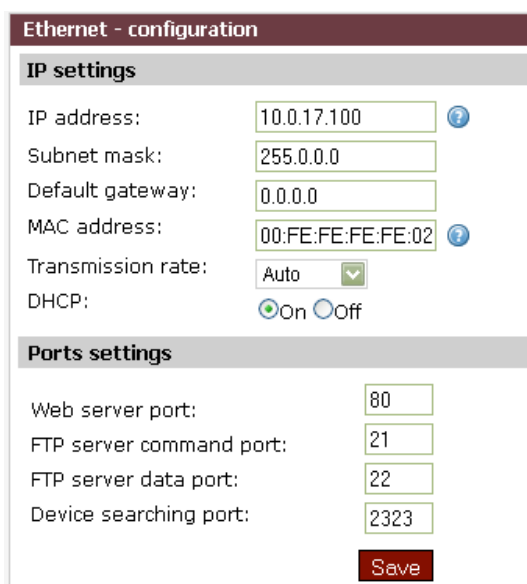 Ethernet - configuration
IP settings
IP address: 10.0.17.100
Subnet mask: 255.0.0.0
Default gateway: 0.0.0.0
MAC address: 00:FE:FE:FE:FE:02
Transmission rate: Auto
DHCP: On Off
Ports settings
Web server port: 80
FTP server command port: 21
FTP server data port: 22
Device searching port: 2323
Save